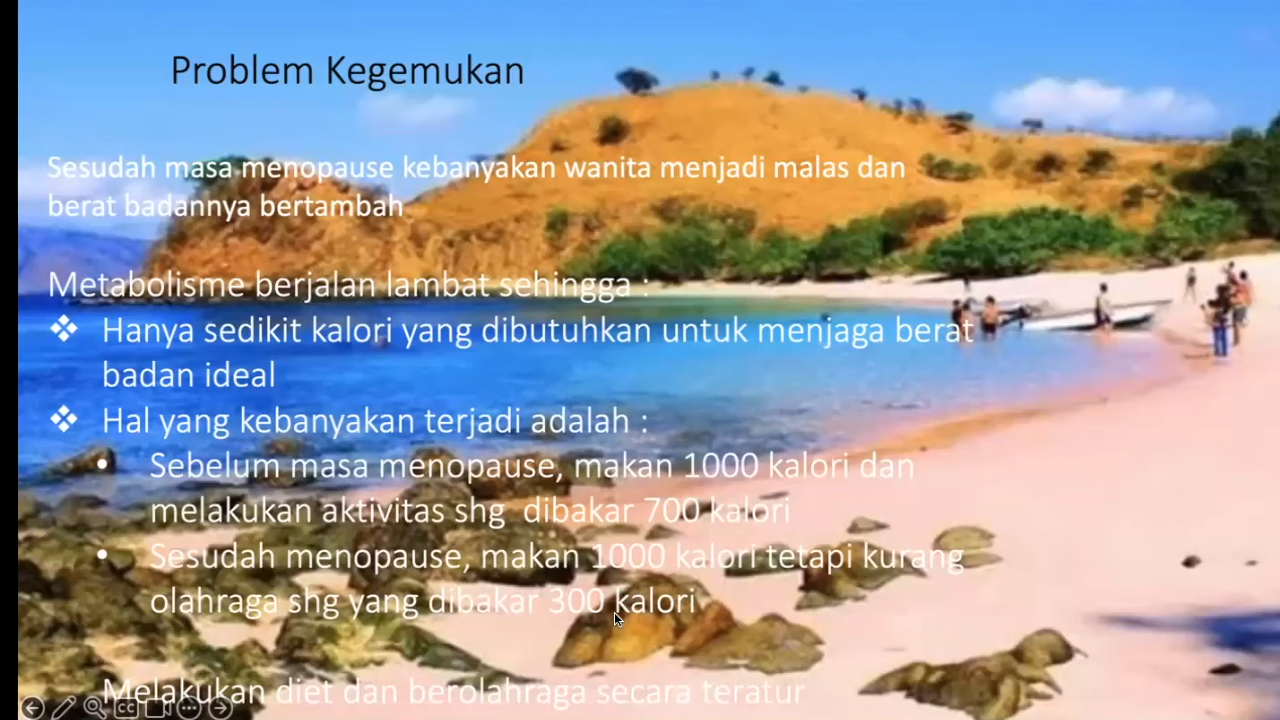 Problem Kegemukan
Sesudah masa menopause kebanyakan wanita menjadi malas dan
berat badannya bertambah
Metabolisme berjalan lambat sehingga :
❖ Hanya sedikit kalori yang dibutuhkan untuk menjaga berat
badan ideal
❖ Hal yang kebanyakan terjadi adalah :
• Sebelum masa menopause, makan 1000 kalori dan
melakukan aktivitas shg dibakar 700 kalori
• Sesudah menopause, makan 1000 kalori tetapi kurang
olahraga shg yang dibakar 300 kalori
Melakukan diet dan berolahraga secara teratur
CC